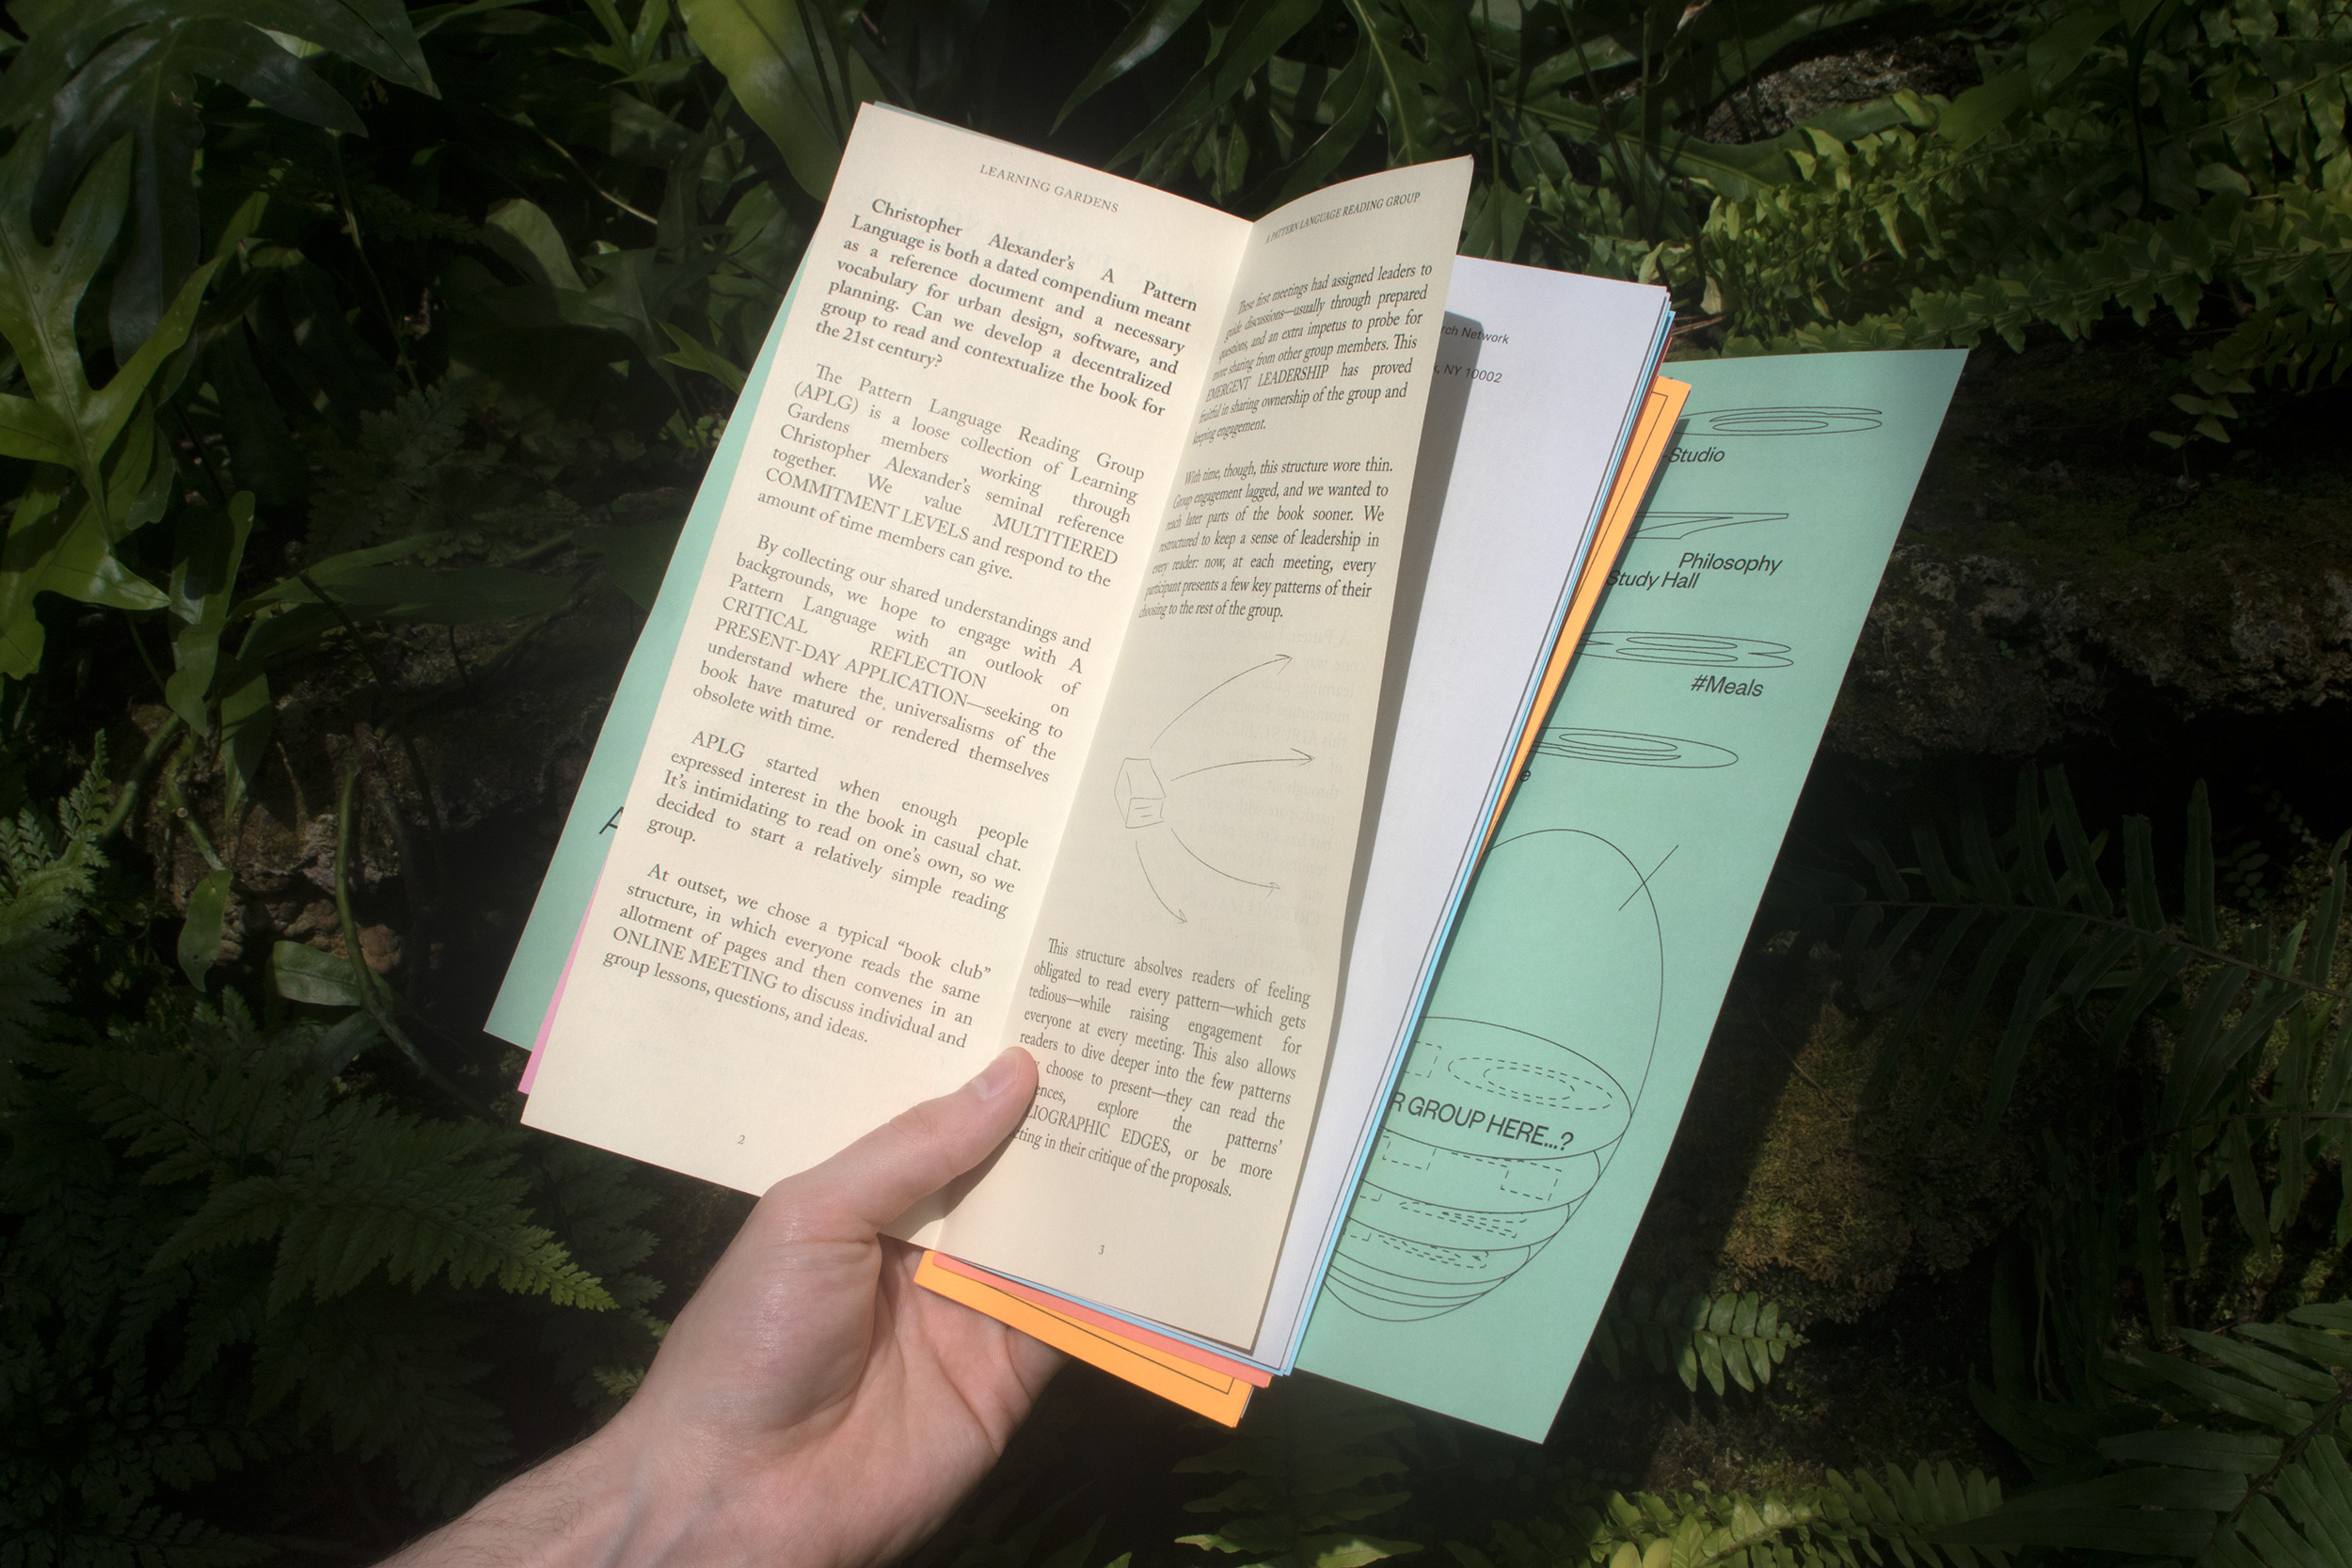 LEARNING GARDENS
Christopher Alexander's A Pattern
Language is both a dated compendium meant
as a reference document and a necessary
vocabulary for urban design, software, and
planning. Can we develop a decentralized
group to read and contextualize the book for
the 21st century?
The Pattern Language Reading Group
(APLG) is a loose collection of Learning
Gardens members working through
Christopher Alexander's seminal reference
together. We value MULTITIERED
COMMITMENT LEVELS and respond to the
amount of time members can give.
By collecting our shared understandings and
backgrounds, we hope to engage with A
Pattern Language with an outlook of
CRITICAL REFLECTION on
PRESENT-DAY APPLICATION—seeking to
understand where the universalisms of the
book have matured or rendered themselves
obsolete with time.
APLG started when enough people
expressed interest in the book in casual chat.
It's intimidating to read on one's own, so we
decided to start a relatively simple reading
group.
At outset, we chose a typical “book club”
structure, in which everyone reads the same
allotment of pages and then convenes in an
ONLINE MEETING to discuss individual and
group lessons, questions, and ideas.
2
A PATTERN LANGUAGE READING GROUP
These first meetings had assigned leaders to
guide discussions—usually through prepared
questions, and an extra impetus to probe for
more sharing from other group members. This
EMERGENT LEADERSHIP has proved
fruitful in sharing ownership of the group and
keeping engagement.
With time, though, this structure wore thin.
Group engagement lagged, and we wanted to
reach later parts of the book sooner. We
restructured to keep a sense of leadership in
every reader: now, at each meeting, every
participant presents a few key patterns of their
choosing to the rest of the group.
This structure absolves readers of feeling
obligated to read every pattern—which gets
tedious—while raising engagement for
everyone at every meeting. This also allows
readers to dive deeper into the few patterns
choose to present—they can read the
ences, explore the patterns'
LIOGRAPHIC EDGES, or be more
ting in their critique of the proposals.
3
rch Network
k, NY 10002
-Studio
Philosophy
Study Hall
#Meals
e
A
R GROUP HERE...?